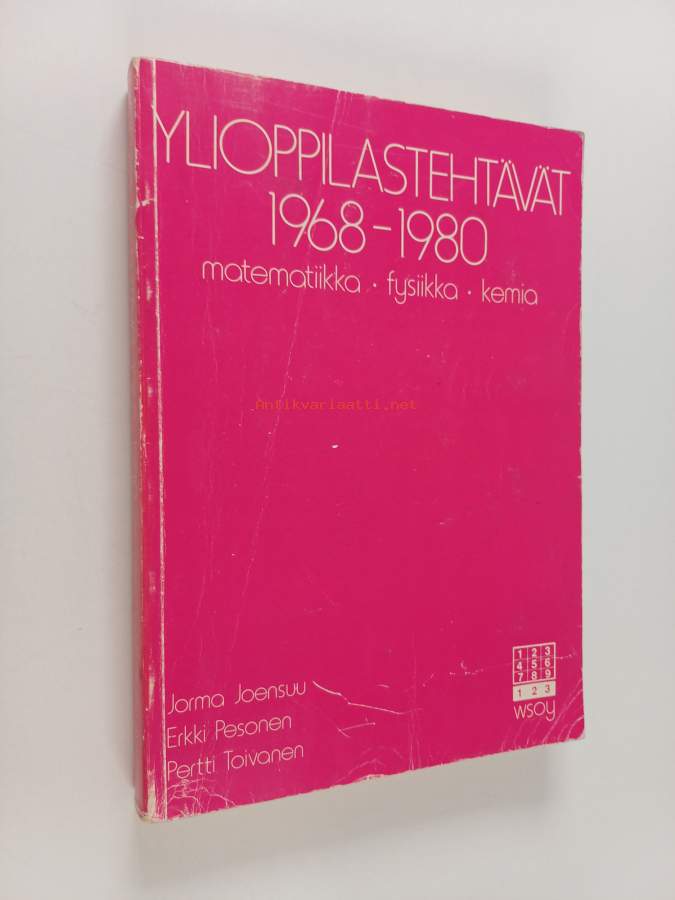 YLIOPPILASTEHTÄVÄT
1968-1980
matematiikka · fysiikka · kemia
Antikvariaatti.net
Jorma Joensuu
Erkki Pesonen
Pertti Toivanen
1 2 3
4 5 6
7 8 9
1 2 3
wsoy